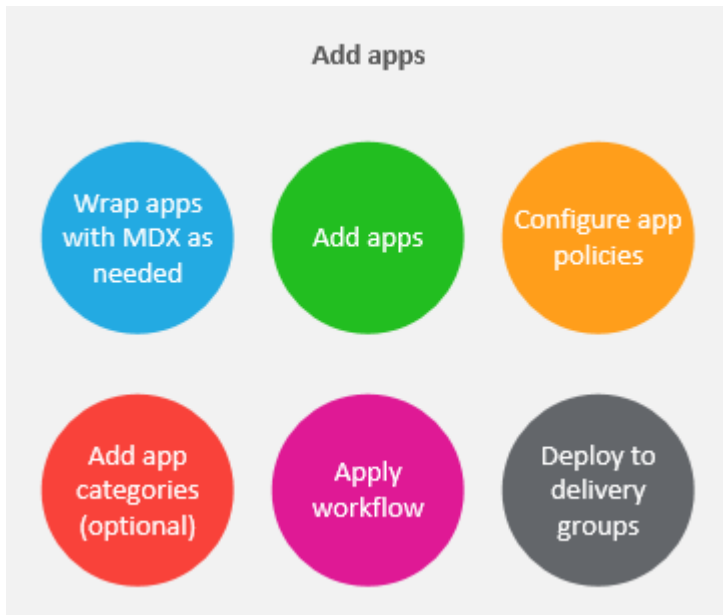 Add apps
Wrap apps
with MDX as
needed
Add apps
Configure app
policies
Add app
categories
(optional)
Apply
workflow
Deploy to
delivery
groups